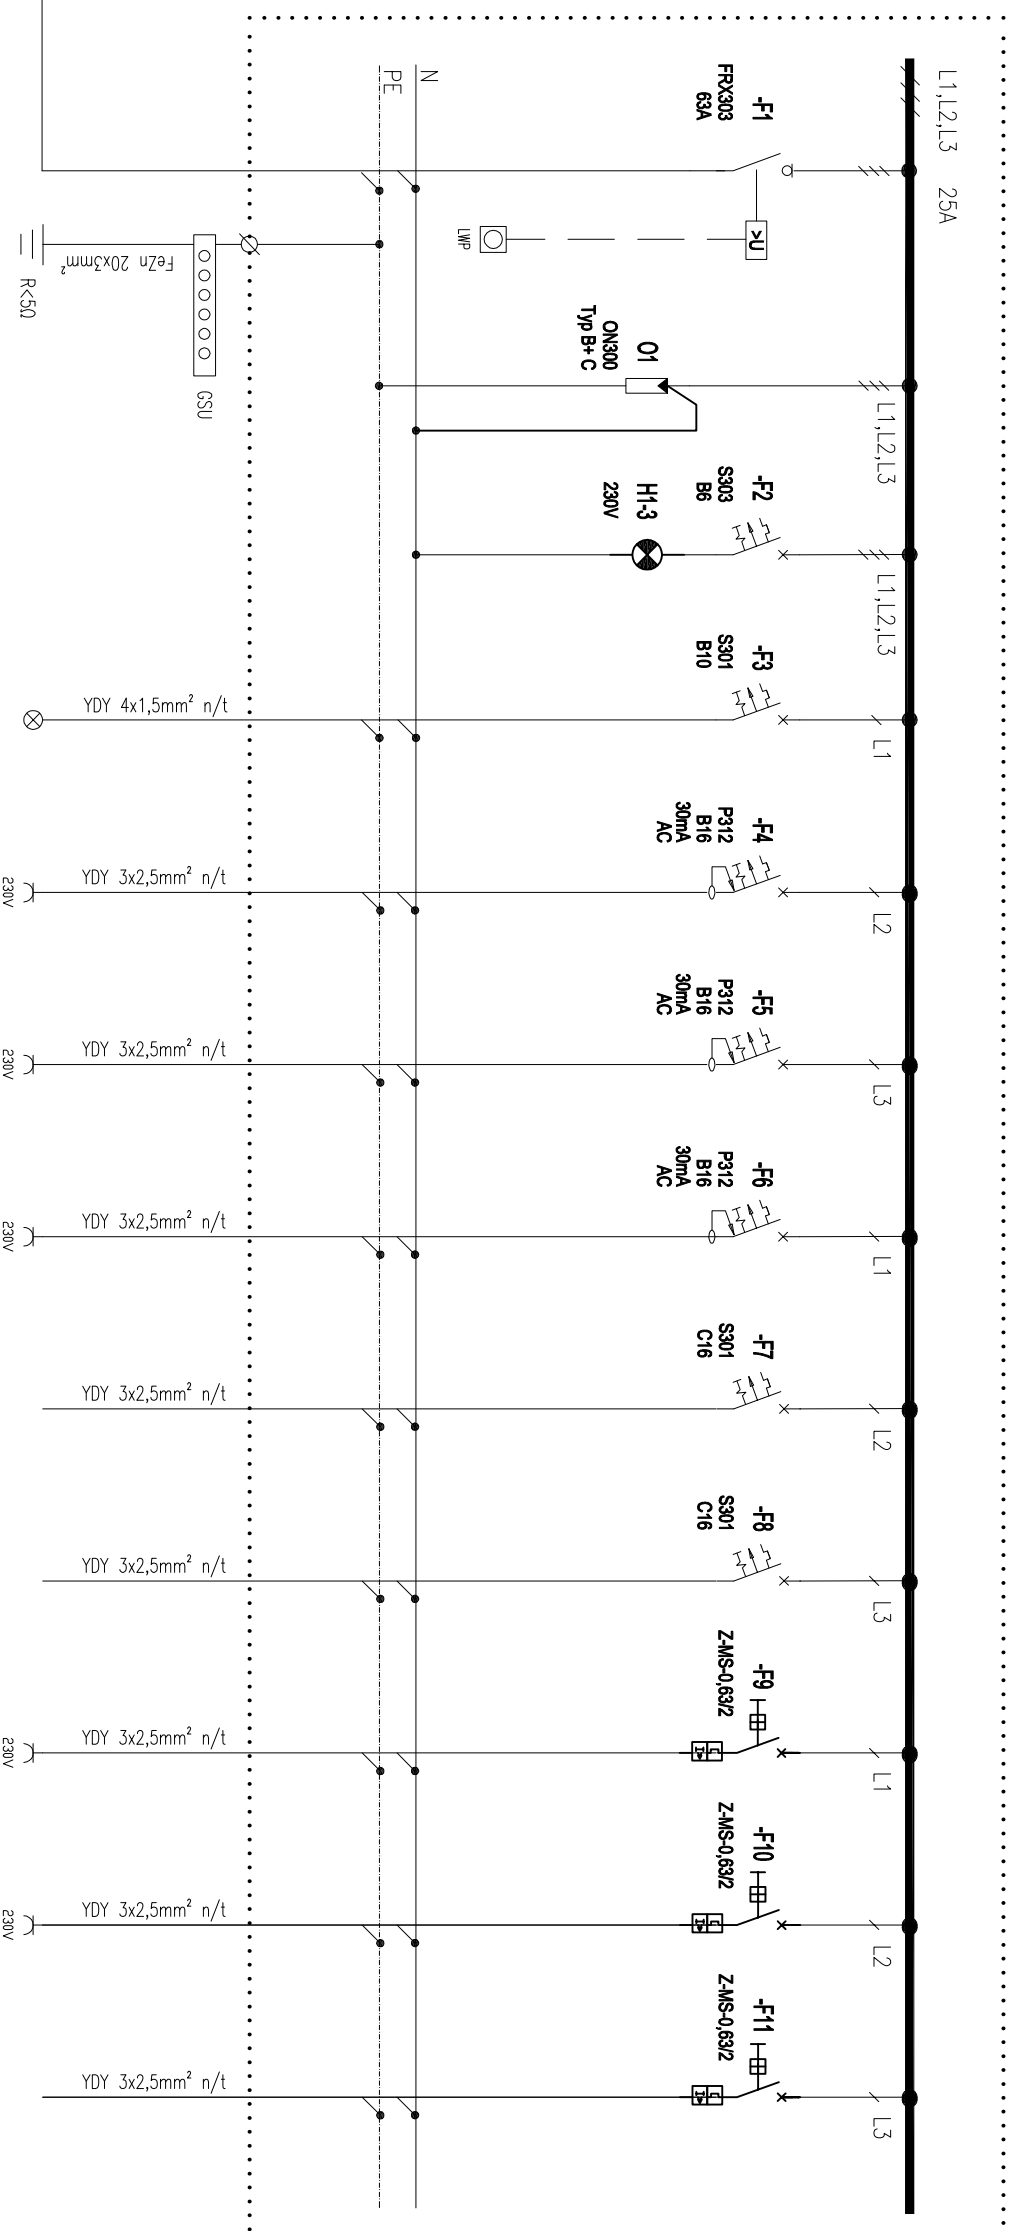 L1,L2,L3 25A
-F1
FRX303
63A
U<
LWP
N
PE
FeZn 20x3mm²
R<5Ω
GSU
L1,L2,L3
O1
ON300
Typ B+ C
L1,L2,L3
-F2
S303
B6
H1-3
230V
L1
-F3
S301
B10
YDY 4x1,5mm² n/t
L2
-F4
P312
B16
30mA
AC
YDY 3x2,5mm² n/t
230V
L3
-F5
P312
B16
30mA
AC
YDY 3x2,5mm² n/t
230V
L1
-F6
P312
B16
30mA
AC
YDY 3x2,5mm² n/t
230V
L2
-F7
S301
C16
YDY 3x2,5mm² n/t
L3
-F8
S301
C16
YDY 3x2,5mm² n/t
L1
-F9
Z-MS-0,63/2
I>
YDY 3x2,5mm² n/t
230V
L2
-F10
Z-MS-0,63/2
I>
YDY 3x2,5mm² n/t
230V
L3
-F11
Z-MS-0,63/2
I>
YDY 3x2,5mm² n/t